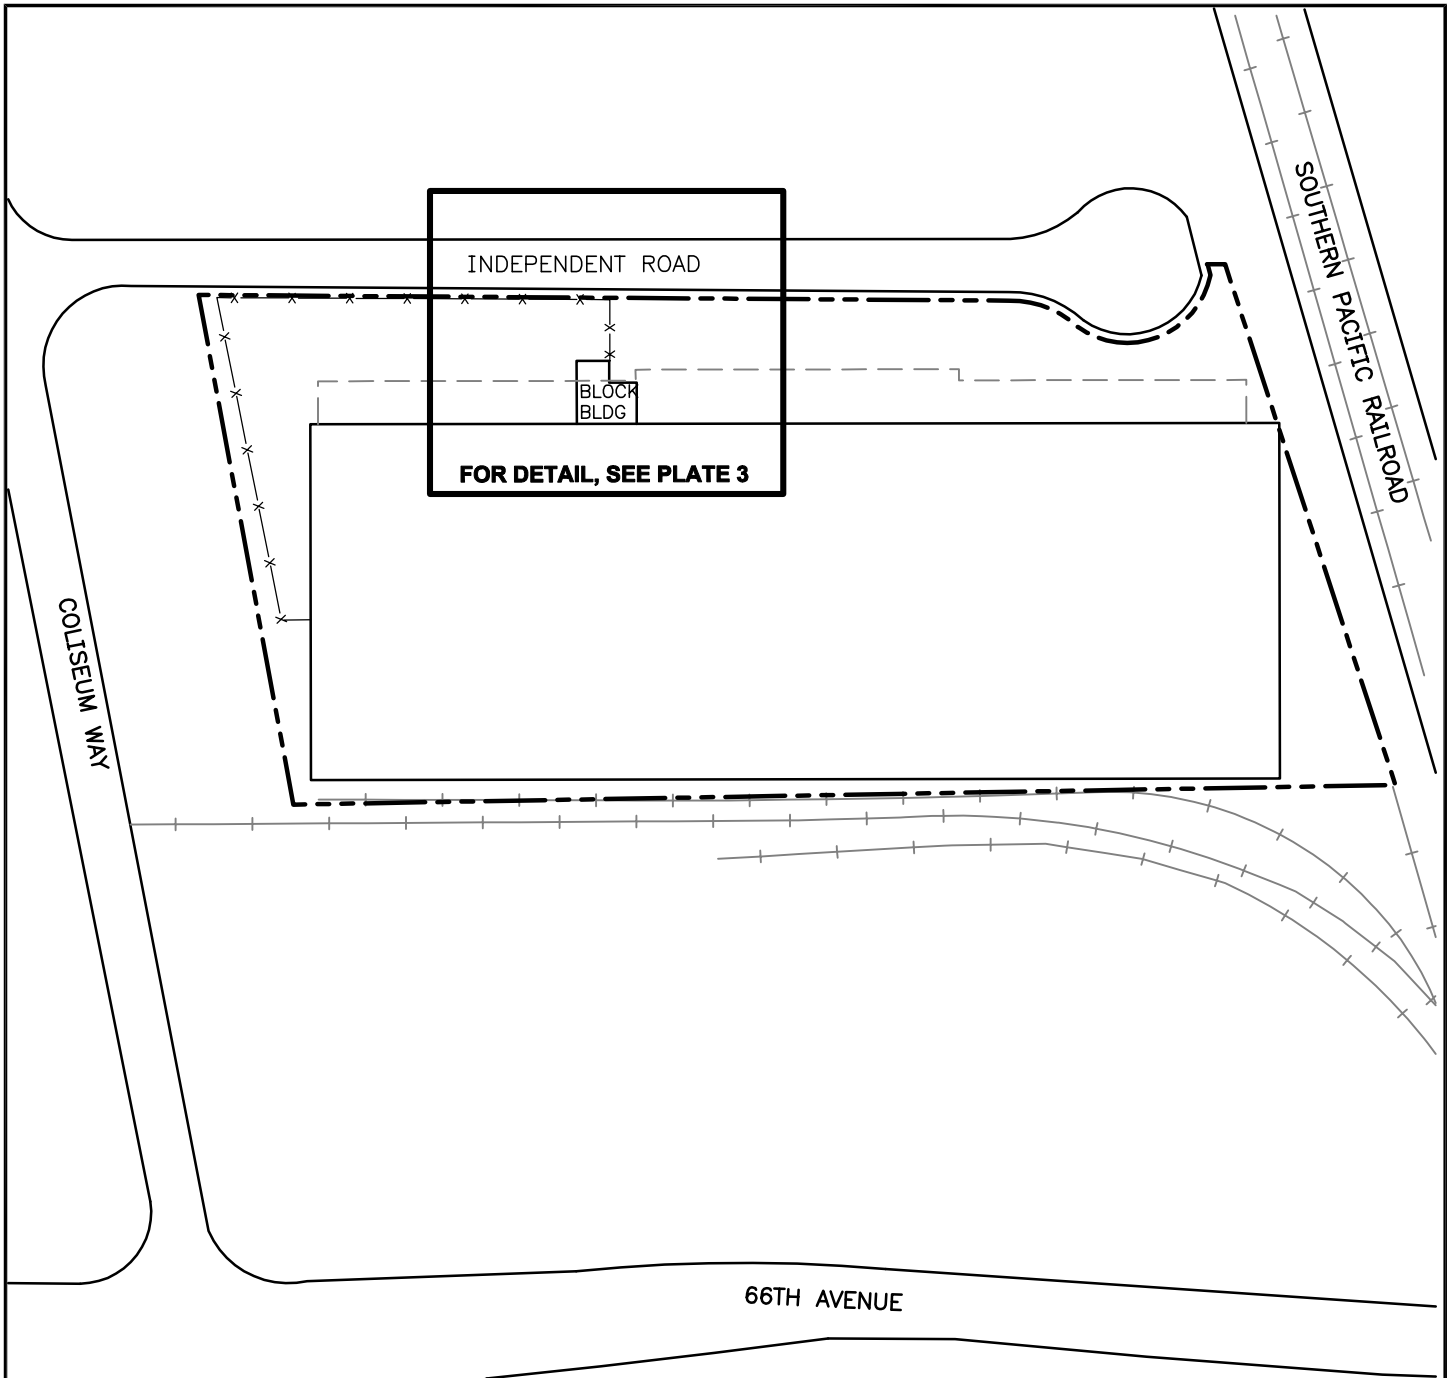 INDEPENDENT ROAD
SOUTHERN PACIFIC RAILROAD
BLOCK
BLDG
FOR DETAIL, SEE PLATE 3
COLISEUM WAY
66TH AVENUE